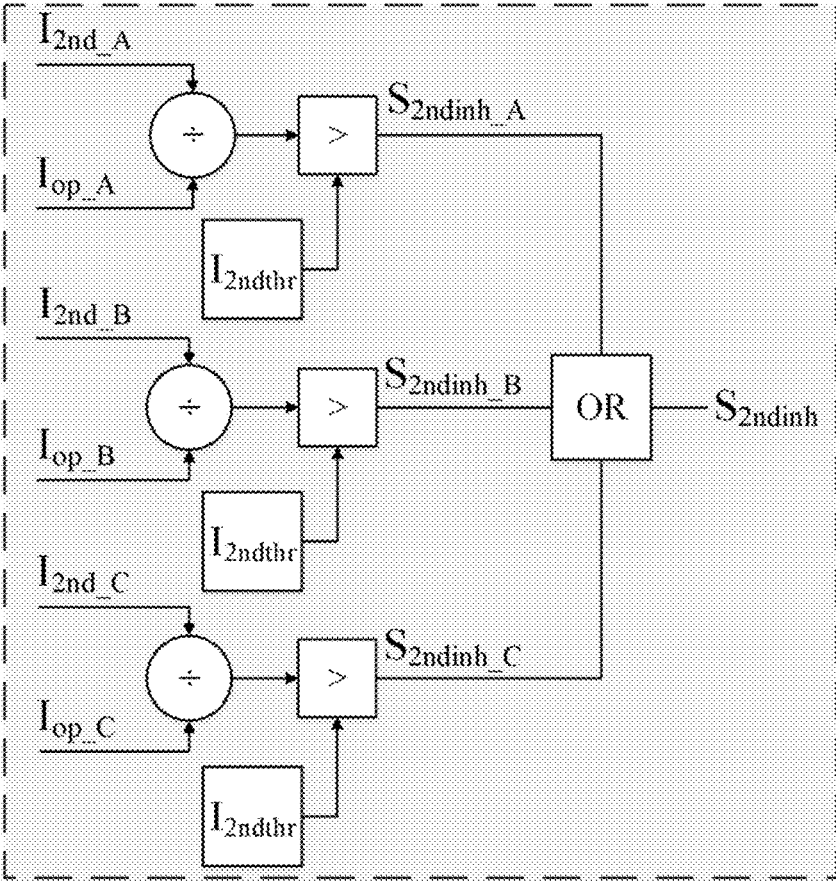 I2nd_A
÷
>
S2ndinh_A
Iop_A
I2ndthr
I2nd_B
÷
>
S2ndinh_B
OR
S2ndinh
Iop_B
I2ndthr
I2nd_C
÷
>
S2ndinh_C
Iop_C
I2ndthr